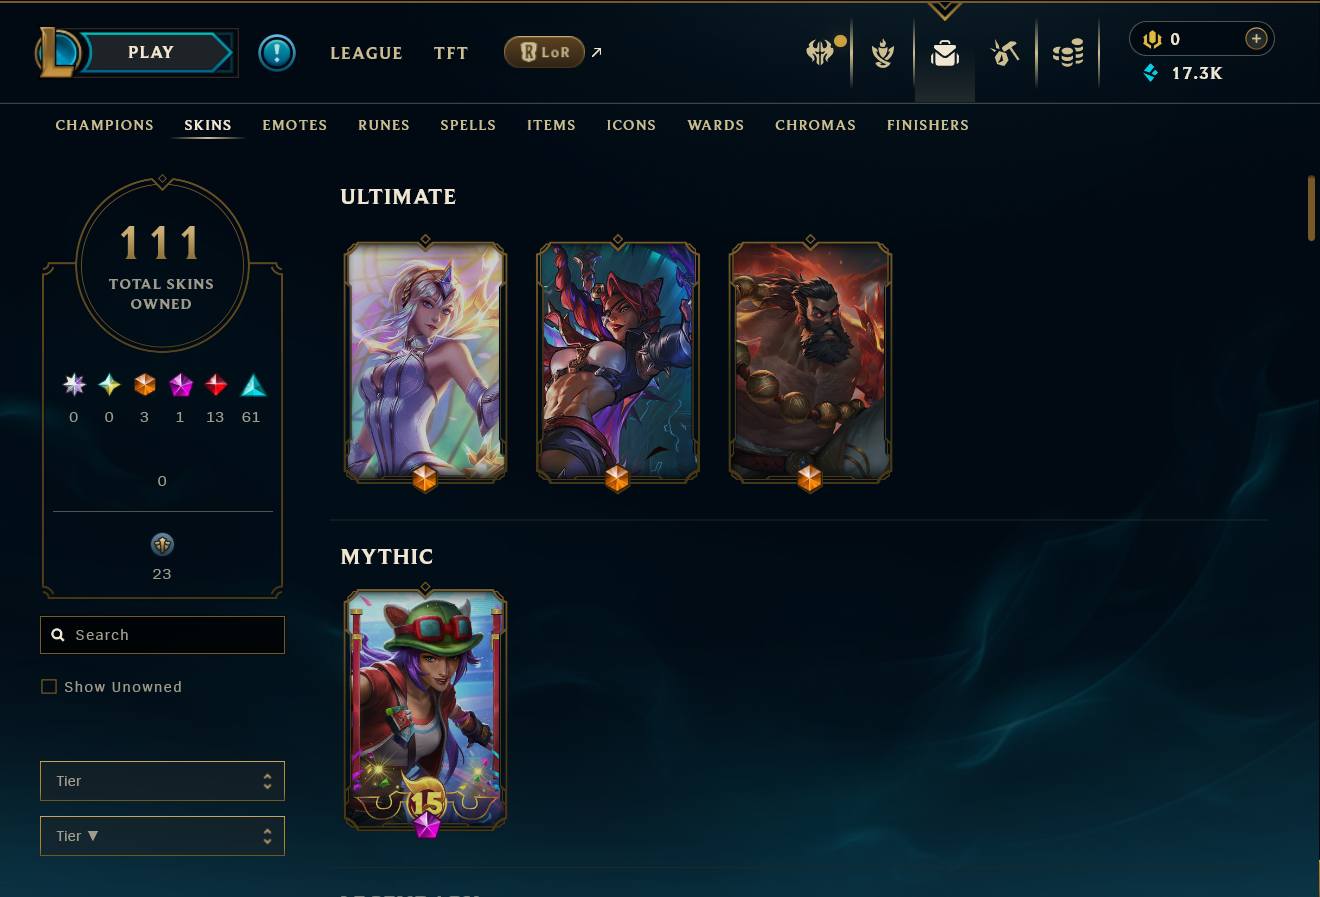 PLAY
LEAGUE
TFT
LoR
0
17.3K
CHAMPIONS
SKINS
EMOTES
RUNES
SPELLS
ITEMS
ICONS
WARDS
CHROMAS
FINISHERS
111
TOTAL SKINS
OWNED
0
0
3
1
13
61
0
23
Search
Show Unowned
Tier
Tier ▼
ULTIMATE
MYTHIC
15